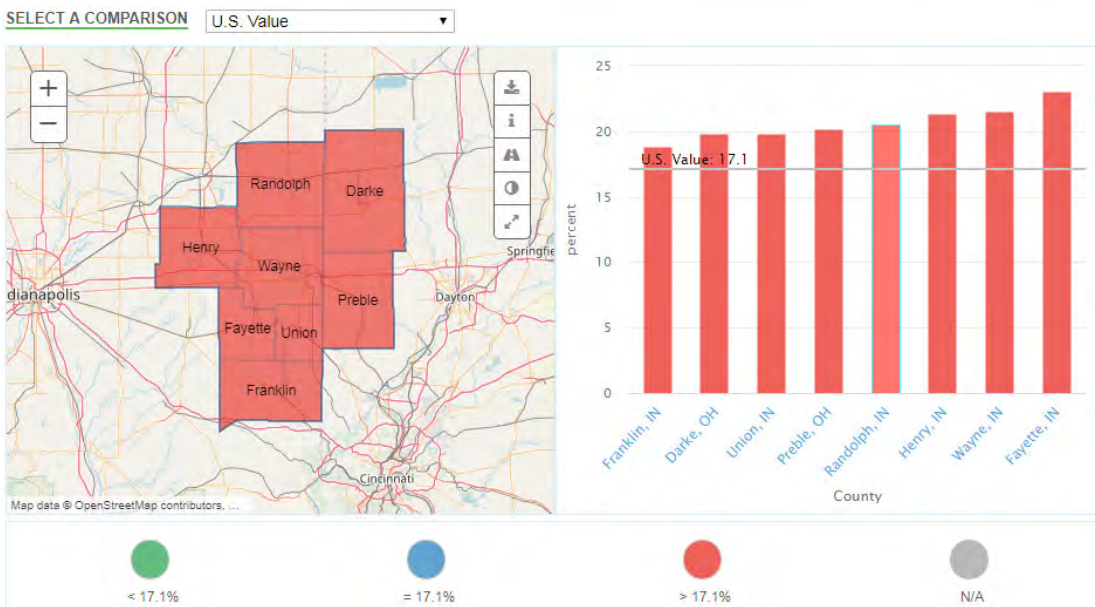 SELECT A COMPARISON
U.S. Value
+
−
i
Randolph
Darke
Henry
Wayne
Springfie
dianapolis
Preble
Dayton
Fayette
Union
Franklin
Cincinnati
Map data © OpenStreetMap contributors, ...
25
20
15
10
5
0
percent
U.S. Value: 17.1
Franklin, IN
Darke, OH
Union, IN
Preble, OH
Randolph, IN
Henry, IN
Wayne, IN
Fayette, IN
County
< 17.1%
= 17.1%
> 17.1%
N/A